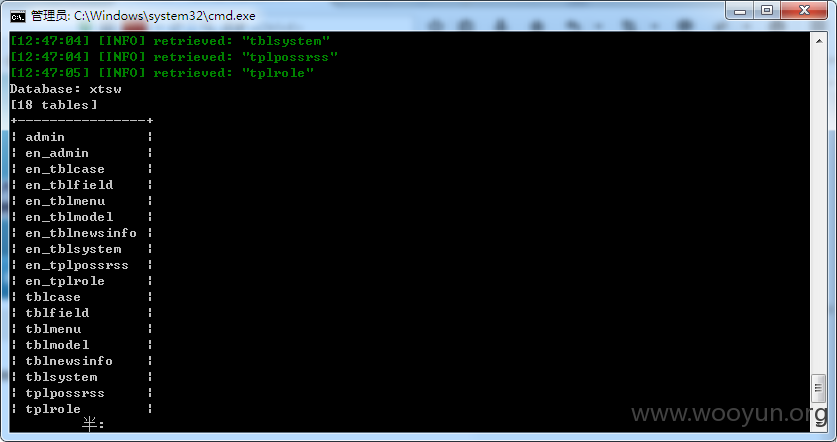 管理员: C:\Windows\system32\cmd.exe
[12:47:04] [INFO] retrieved: "tblsystem"
[12:47:04] [INFO] retrieved: "tplpossrss"
[12:47:05] [INFO] retrieved: "tplrole"
Database: xtsw
[18 tables]
+----------------+
¦ admin ¦
¦ en_admin ¦
¦ en_tblcase ¦
¦ en_tblfield ¦
¦ en_tblmenu ¦
¦ en_tblmodel ¦
¦ en_tblnewsinfo ¦
¦ en_tblsystem ¦
¦ en_tplpossrss ¦
¦ en_tplrole ¦
¦ tblcase ¦
¦ tblfield ¦
¦ tblmenu ¦
¦ tblmodel ¦
¦ tblnewsinfo ¦
¦ tblsystem ¦
¦ tplpossrss ¦
¦ tplrole ¦
半:
www.wooyun.org